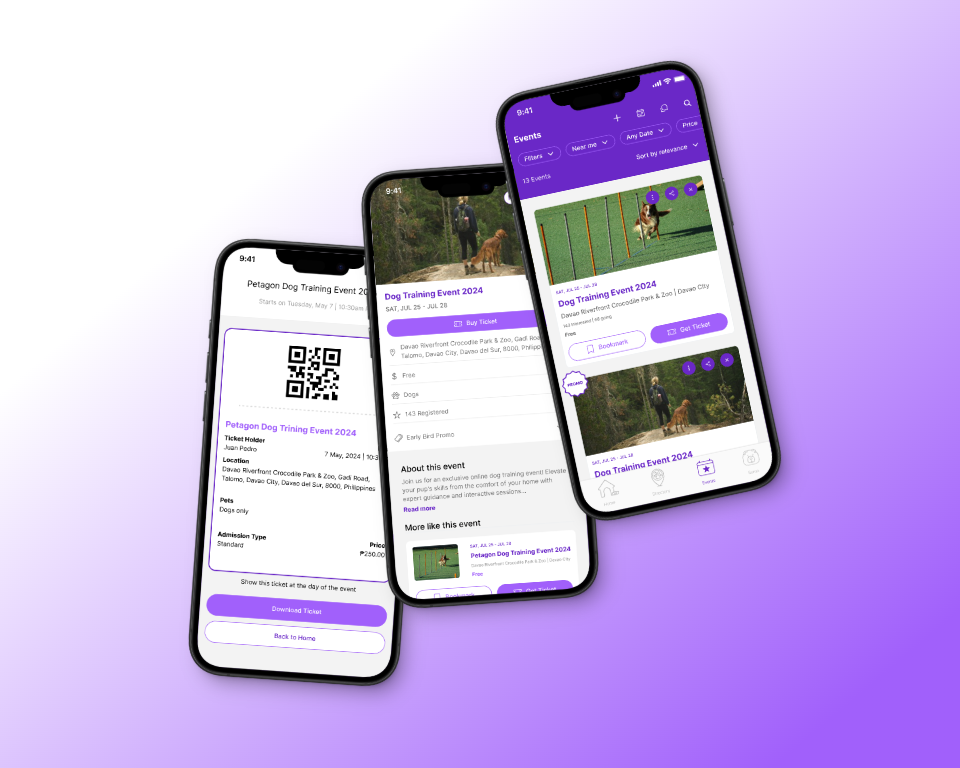 9:41
Petagon Dog Training Event 20
Starts on Tuesday, May 7 | 10:30am
Petagon Dog Trining Event 2024
Ticket Holder
Juan Pedro
7 May, 2024 | 10:3
Location
Davao Riverfront Crocodile Park & Zoo, Gadi Road,
Talomo, Davao City, Davao del Sur, 8000, Philippines
Pets
Dogs only
Admission Type
Price
Standard
₱250.00
Show this ticket at the day of the event
Download Ticket
Back to Home
9:41
Dog Training Event 2024
SAT, JUL 25 - JUL 28
Buy Ticket
Davao Riverfront Crocodile Park & Zoo, Gadi Roa
Talomo, Davao City, Davao del Sur, 8000, Philipp
Free
Dogs
143 Registered
Early Bird Promo
About this event
Join us for an exclusive online dog training event! Elevate
your pup's skills from the comfort of your home with
expert guidance and interactive sessions...
Read more
More like this event
SAT, JUL 25 - JUL 28
Petagon Dog Training Event 2024
Davao Riverfront Crocodile Park & Zoo | Davao City
Free
Bookmark
Get Ticket
9:41
Events
Filters
Near me
Any Date
Price
13 Events
Sort by relevance
SAT, JUL 25 - JUL 28
Dog Training Event 2024
Davao Riverfront Crocodile Park & Zoo | Davao City
143 interested | 98 going
Free
Bookmark
Get Ticket
PROMO
SAT, JUL 25 - JUL 28
Dog Training Event 2024
Events